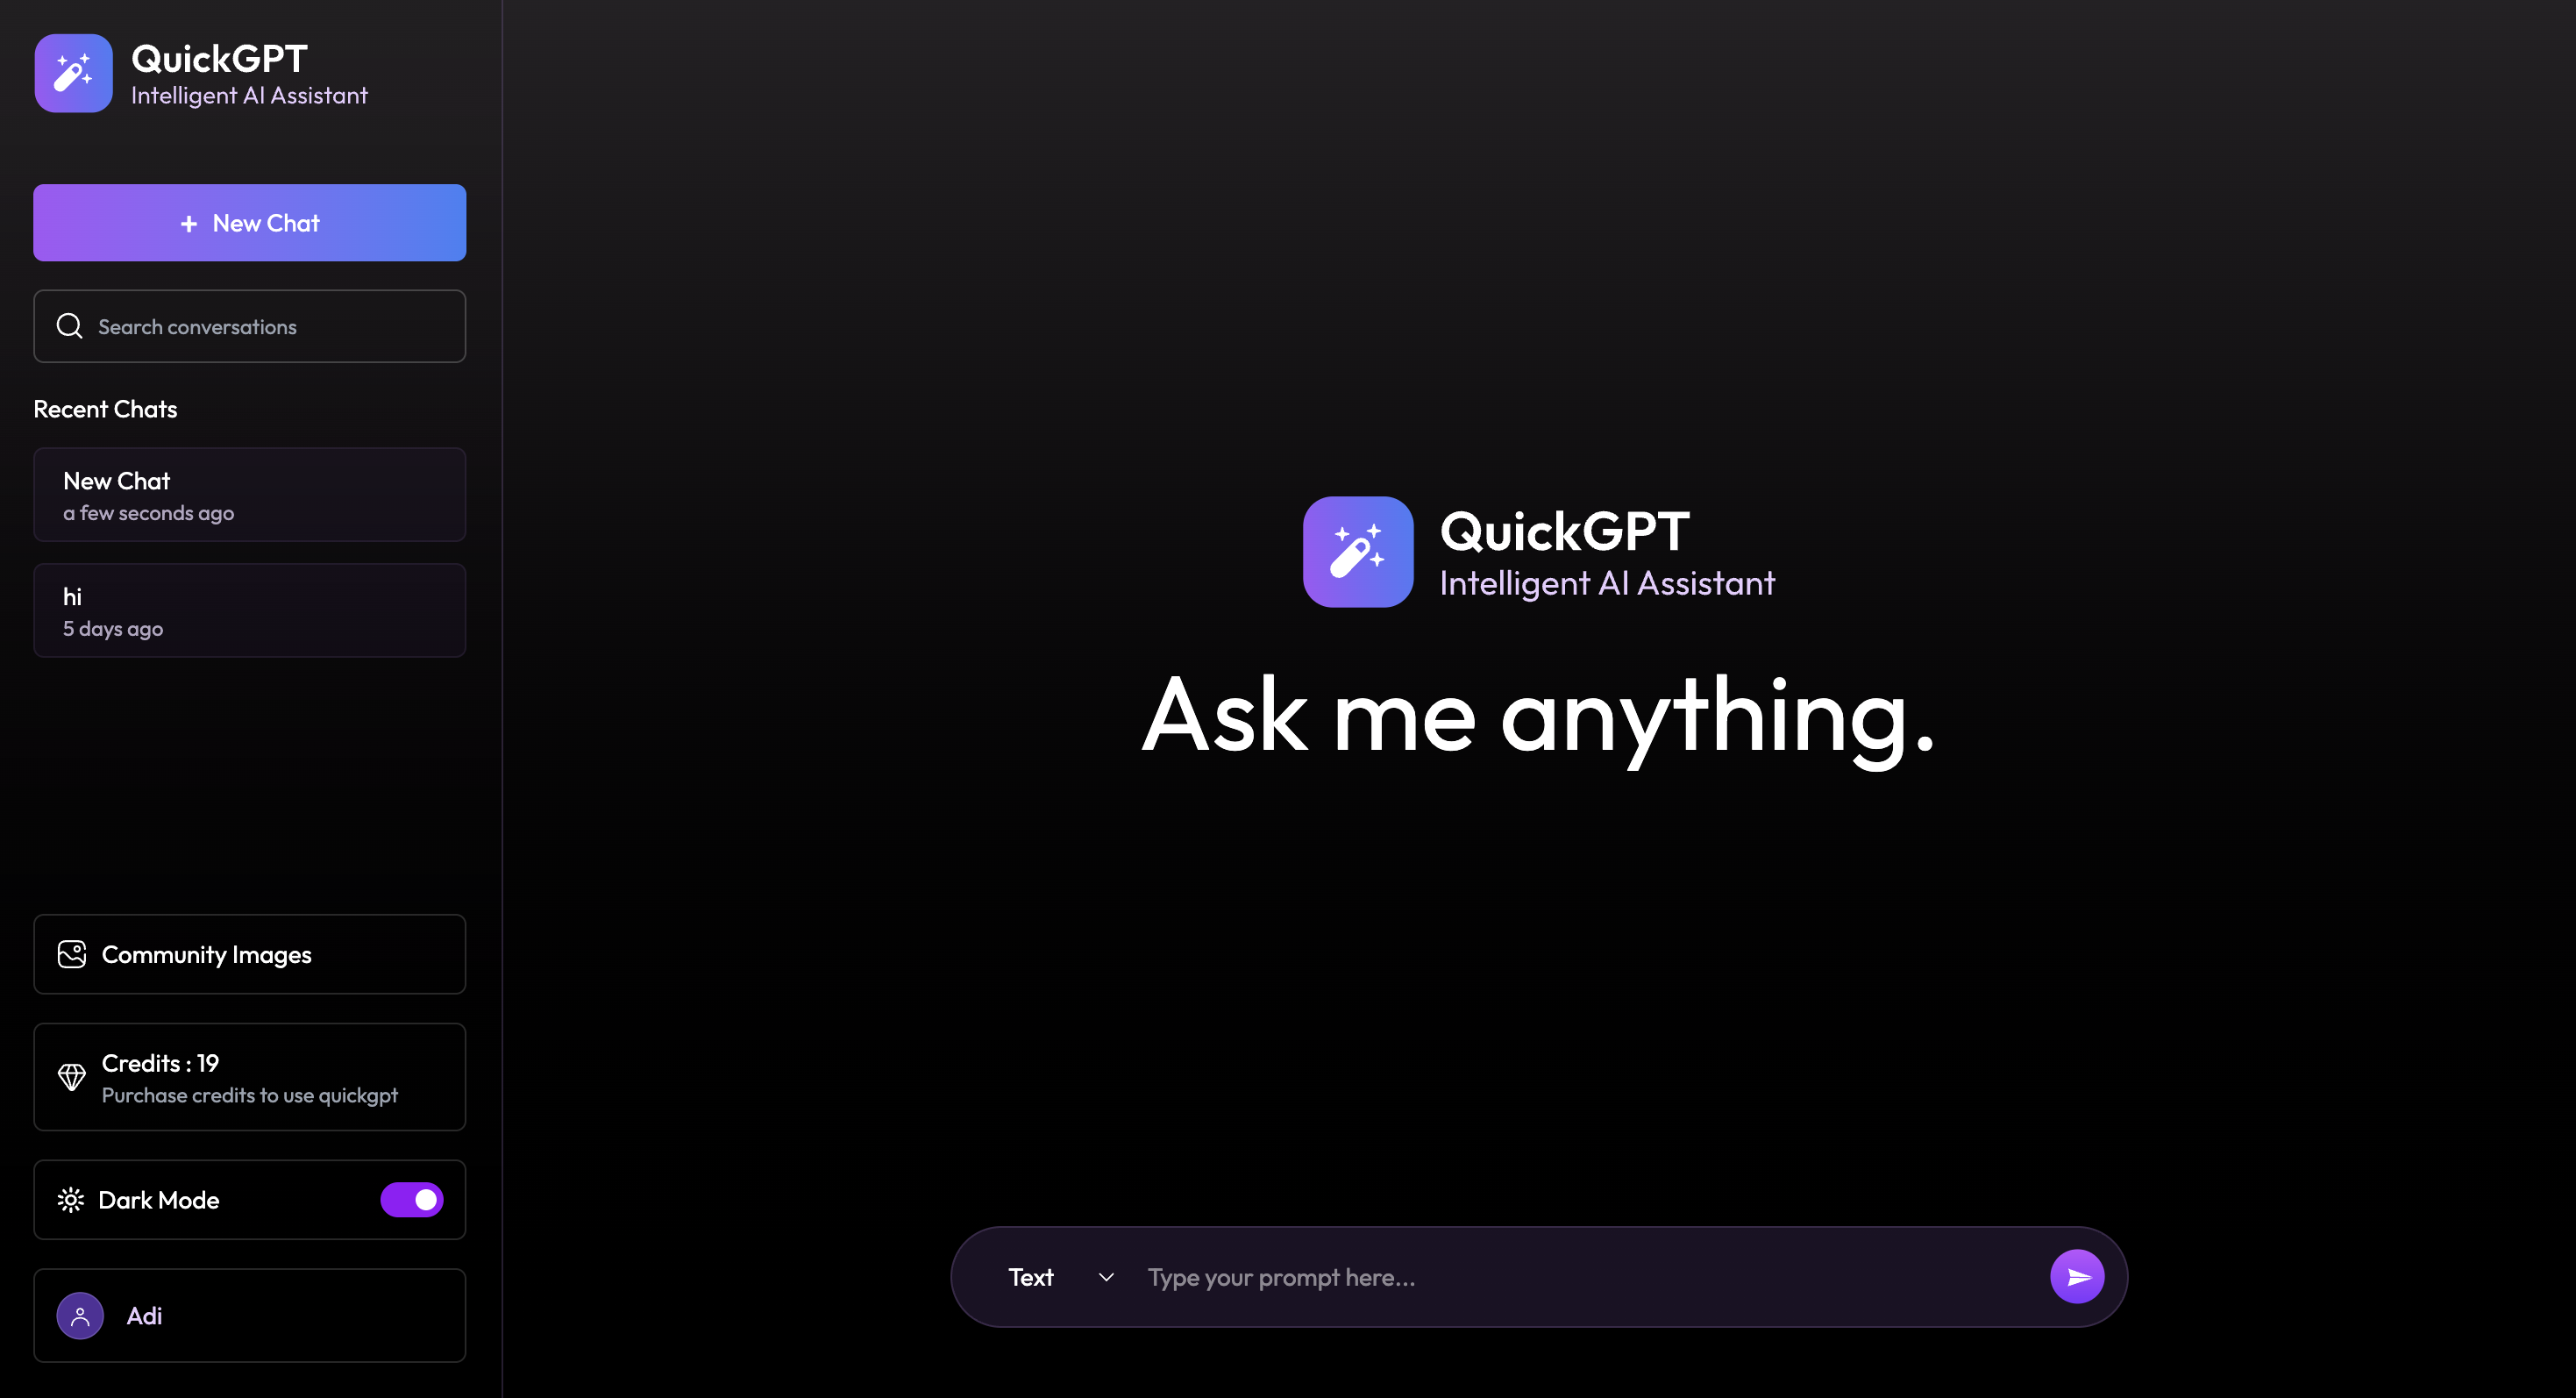 QuickGPT
Intelligent AI Assistant
+ New Chat
Search conversations
Recent Chats
New Chat
a few seconds ago
hi
5 days ago
Community Images
Credits : 19
Purchase credits to use quickgpt
Dark Mode
Adi
QuickGPT
Intelligent AI Assistant
Ask me anything.
Text
Type your prompt here...